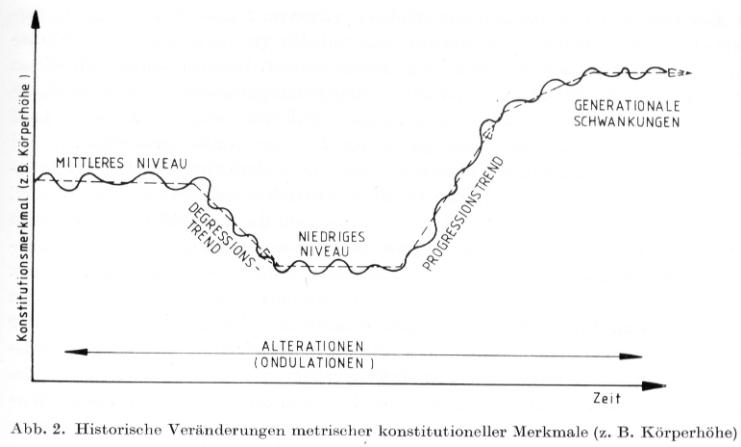 Konstitutionsmerkmal (z.B. Körperhöhe)
MITTLERES NIVEAU
DEGRESSIONS-
TREND
E
NIEDRIGES
NIVEAU
PROGRESSIONSTREND
E
E
GENERATIONALE
SCHWANKUNGEN
ALTERATIONEN
(ONDULATIONEN)
Zeit
Abb. 2. Historische Veränderungen metrischer konstitutioneller Merkmale (z. B. Körperhöhe)